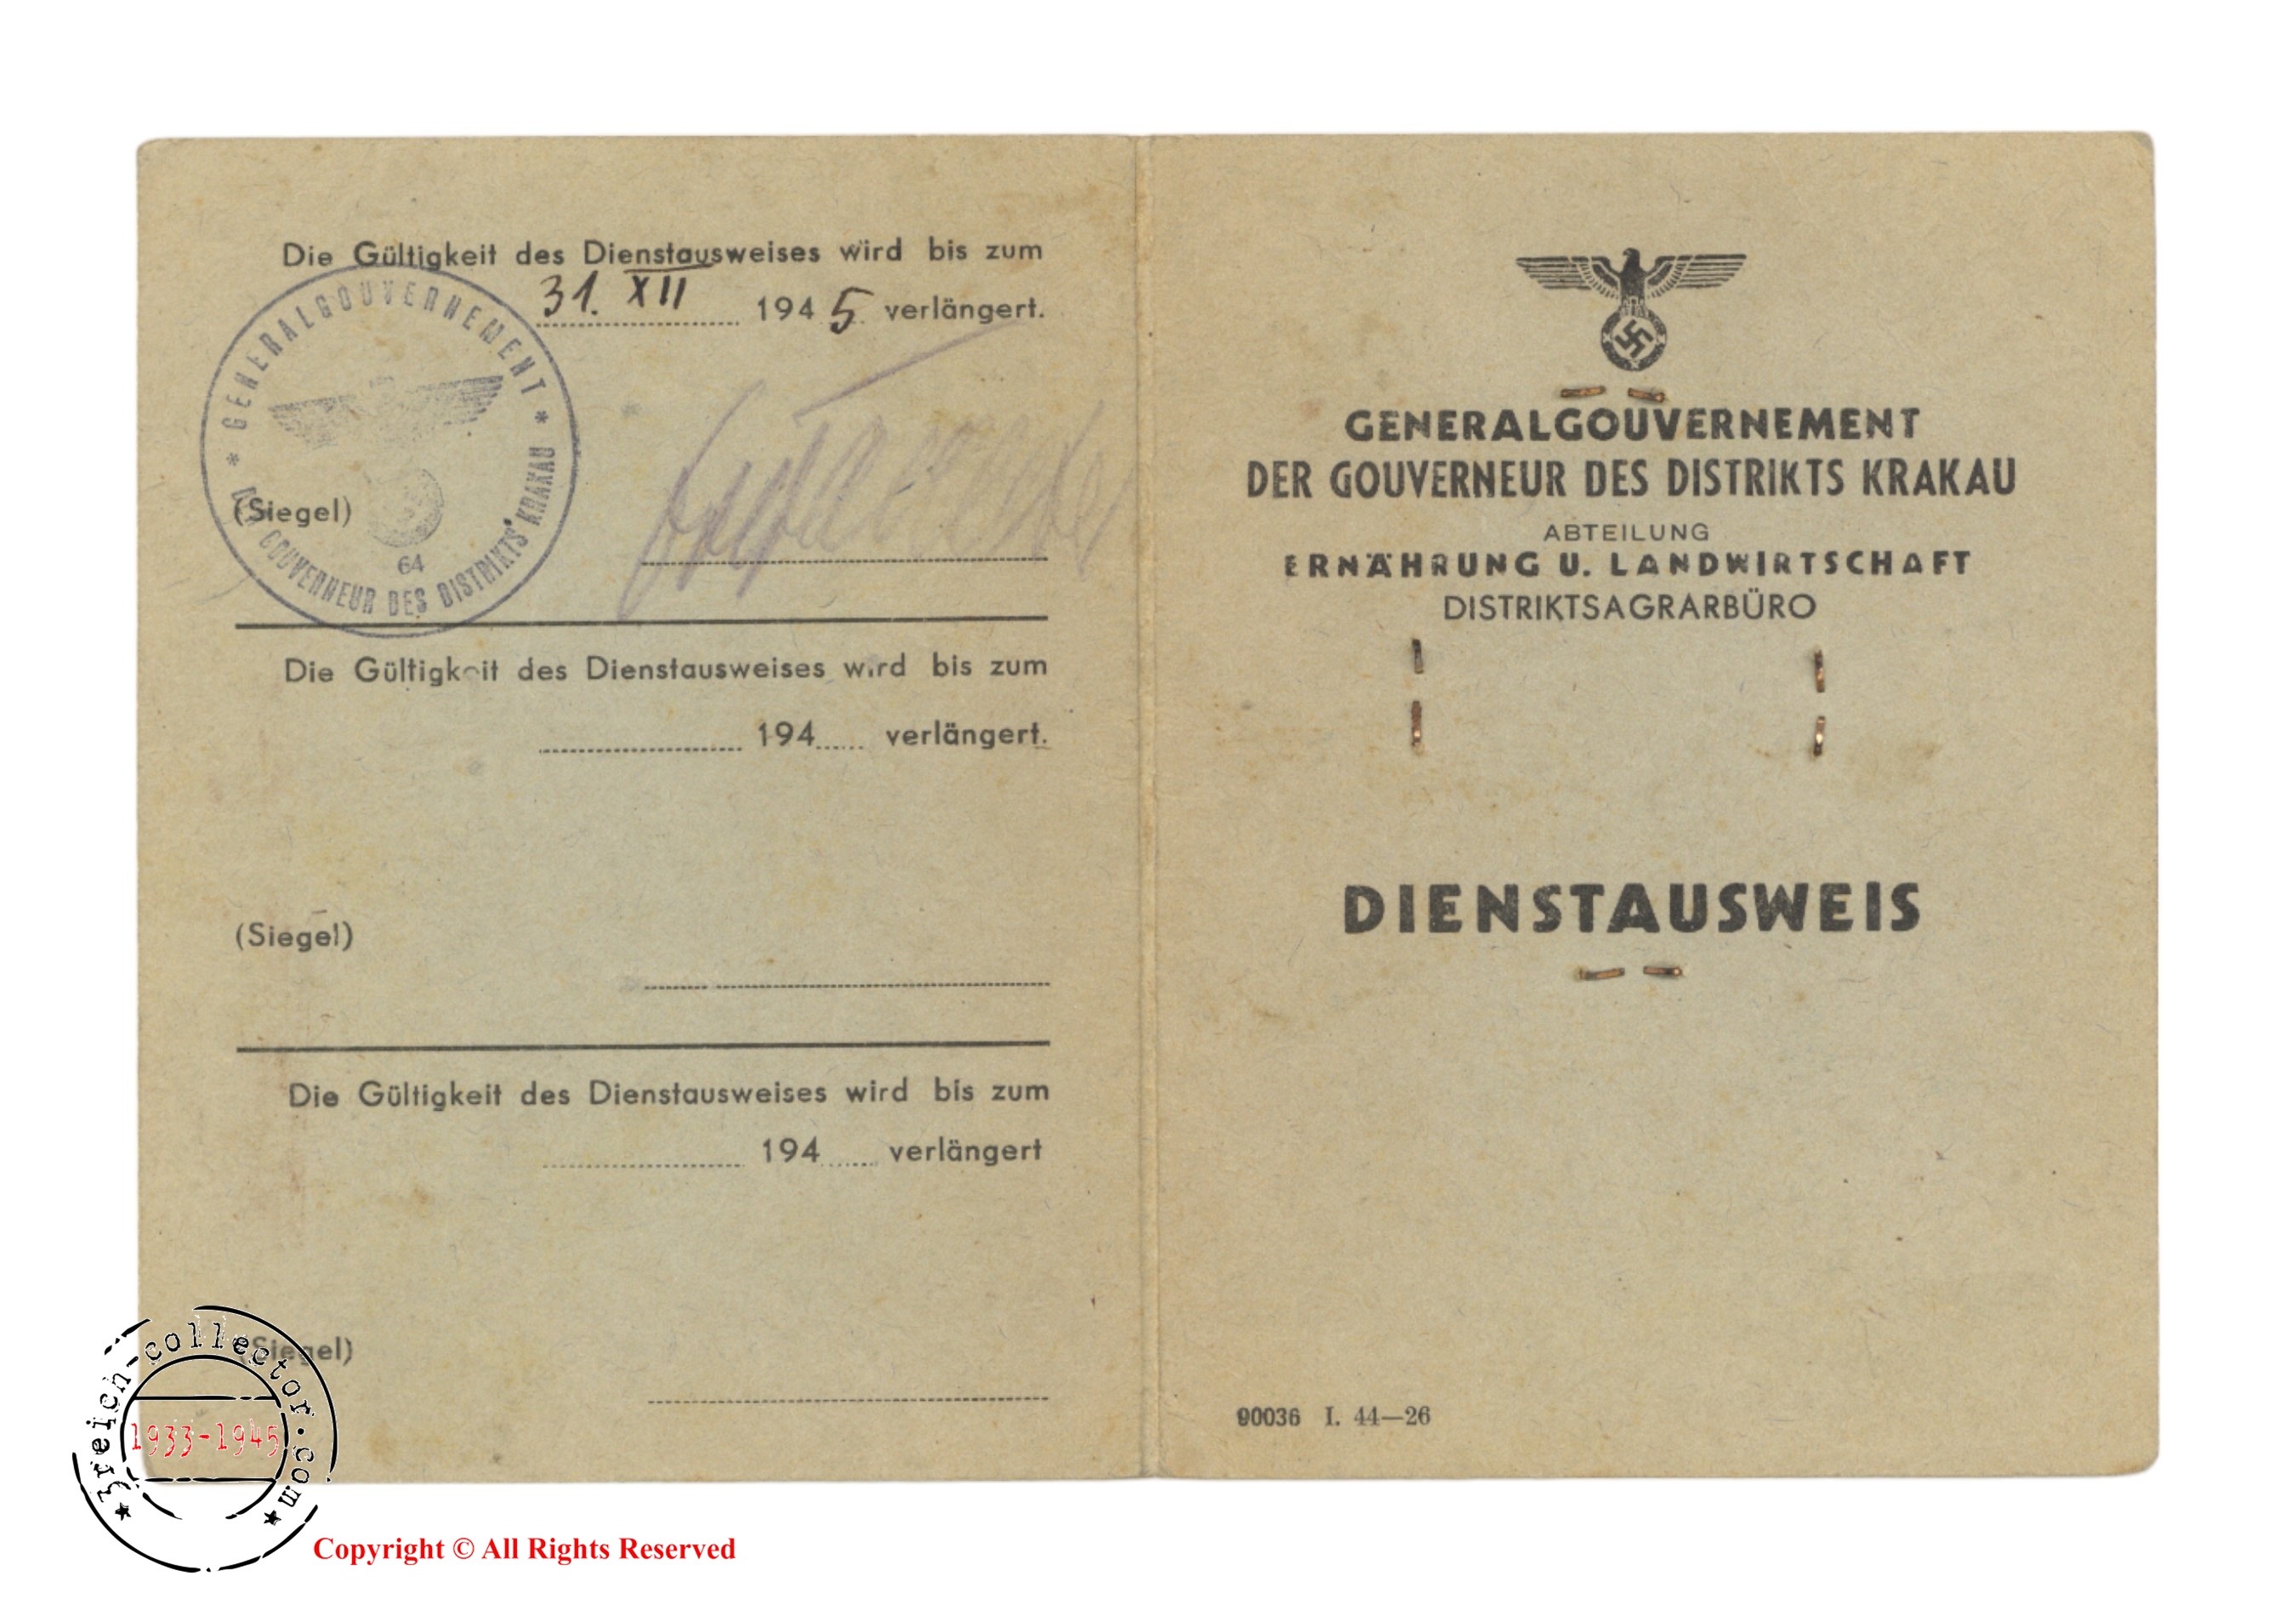 Die Gültigkeit des Dienstausweises wird bis zum
31. XII 1945 verlängert.
* GENERALGOUVERNEMENT *
DER GOUVERNEUR DES DISTRIKTS KRAKAU
64
(Siegel)
Die Gültigkeit des Dienstausweises wird bis zum
194 verlängert.
(Siegel)
Die Gültigkeit des Dienstausweises wird bis zum
194 verlängert
(Siegel)
GENERALGOUVERNEMENT
DER GOUVERNEUR DES DISTRIKTS KRAKAU
ABTEILUNG
ERNÄHRUNG U. LANDWIRTSCHAFT
DISTRIKTSAGRARBÜRO
DIENSTAUSWEIS
90036 I. 44—26
3reich-collector.com
1933-1945
Copyright © All Rights Reserved